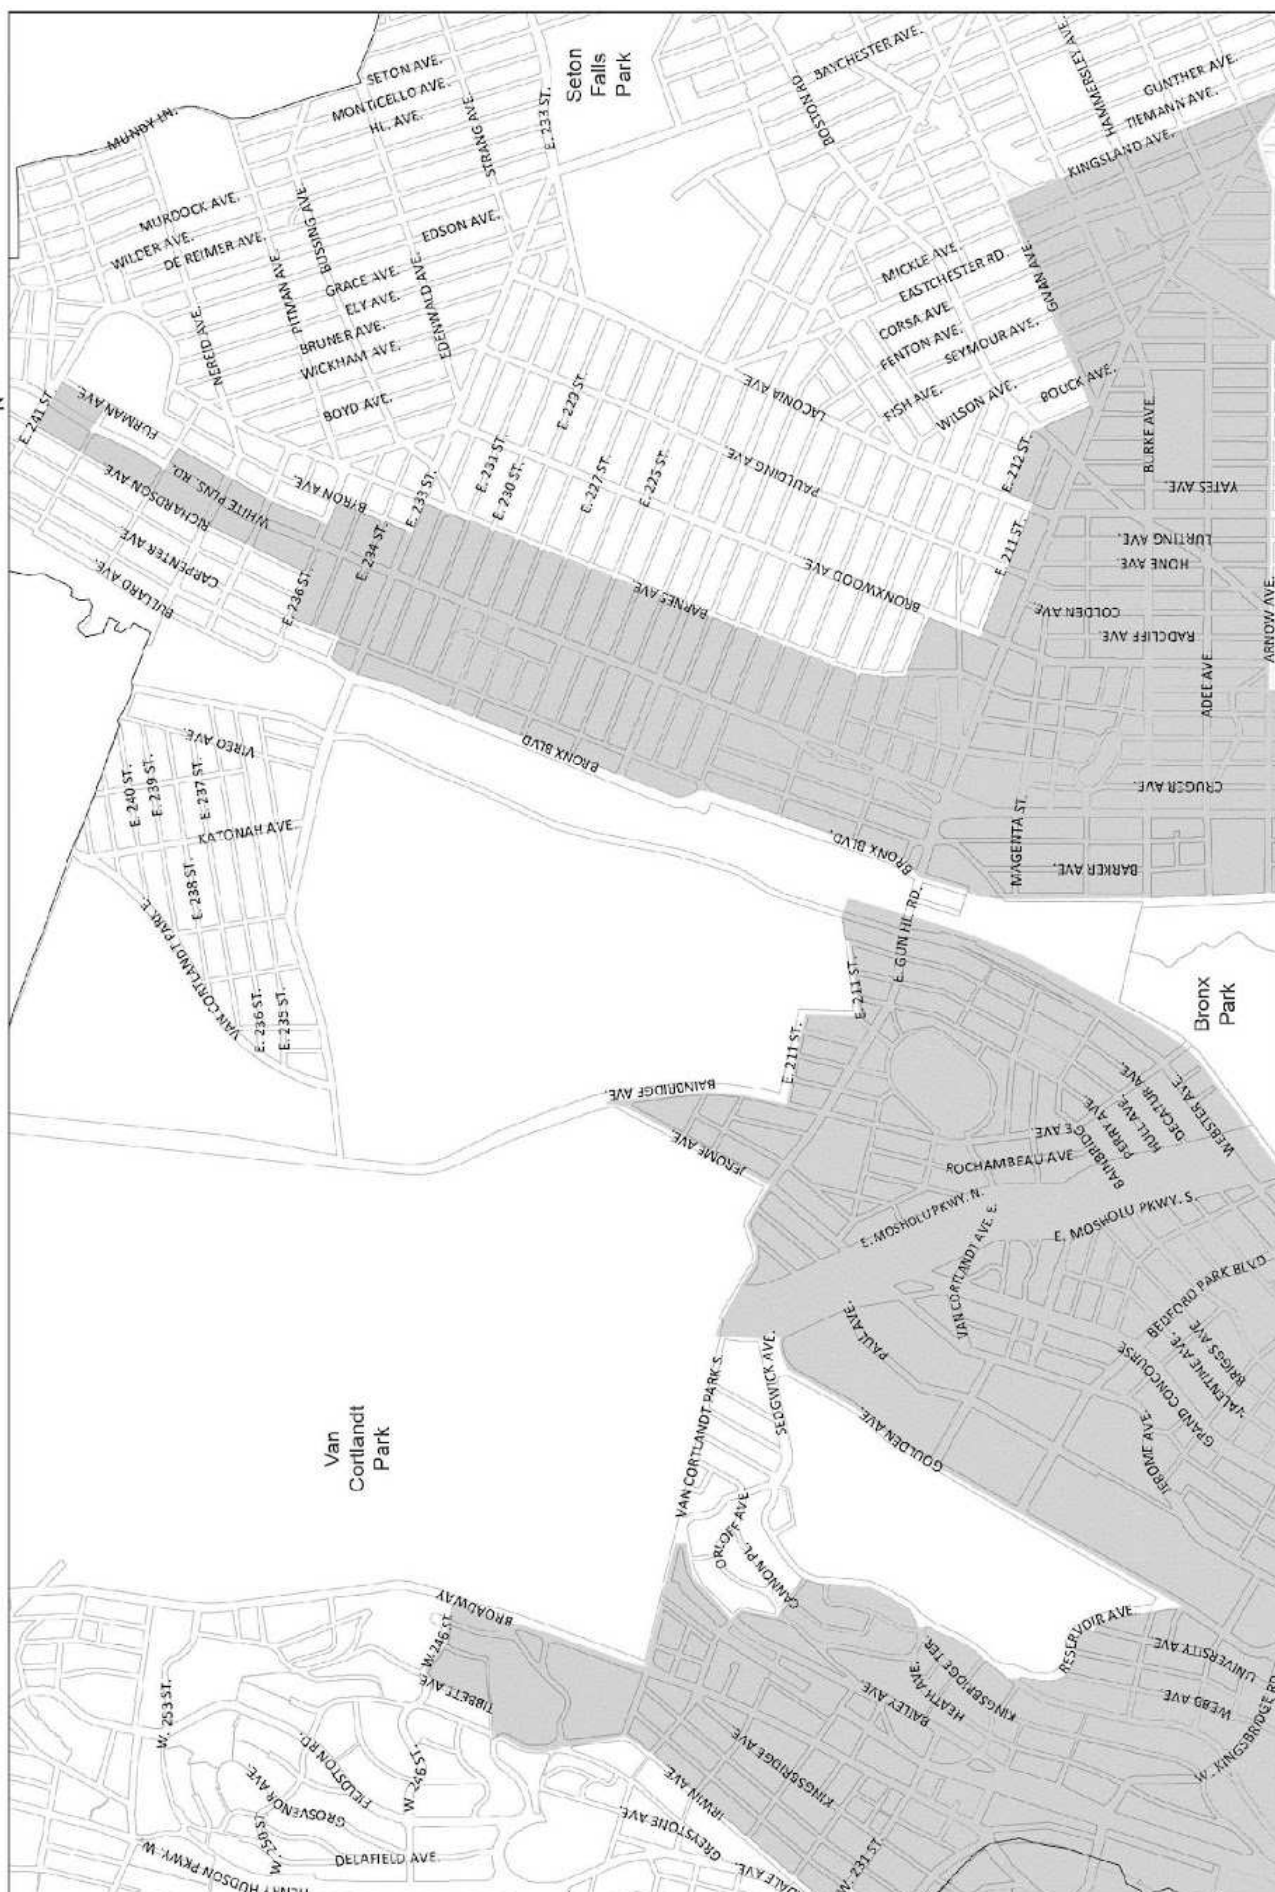 N
SETON AVE.
MONTICELLO AVE.
HL. AVE.
STRANG AVE.
E. 233 ST.
Seton
Falls
Park
BAYCHESTER AVE.
BOSTON RD
HAMMERSLEY AVE.
GUNTHER AVE.
TIEMANN AVE.
KINGSLAND AVE.
MUNDY LN.
MURDOCK AVE.
WILDER AVE.
DE REIMER AVE.
BUSSING AVE.
PITMAN AVE.
NEREID AVE.
EDSON AVE.
GRACE AVE.
ELY AVE.
BRUNER AVE.
WICKHAM AVE.
EDENWALD AVE.
BOYD AVE.
MICKLE AVE.
EASTCHESTER RD.
CORSA AVE.
FENTON AVE.
SEYMOUR AVE.
GIVAN AVE.
FISH AVE.
WILSON AVE.
BOUCK AVE.
E. 241 ST.
FURMAN AVE.
WHITE PLNS. RD.
RICHARDSON AVE
CARPENTER AVE.
BULLARD AVE.
BYRON AVE.
E. 233 ST.
E. 234 ST.
E. 236 ST.
E. 231 ST.
E. 230 ST.
E. 229 ST.
E. 227 ST.
E. 225 ST.
LACONIA AVE.
PAULDING AVE.
BRONXWOOD AVE.
BARNES AVE.
E. 212 ST.
E. 211 ST.
BURKE AVE.
YATES AVE.
LURTING AVE.
HONE AVE.
COLDEN AVE.
RADCLIFF AVE.
ADEE AVE
ARNOW AVE.
CRUGER AVE.
BARKER AVE.
MAGENTA ST.
BRONX BLVD
BRONX BLVD.
VIREO AVE.
E. 240 ST.
E. 239 ST.
E. 237 ST.
KATONAH AVE.
E. 238 ST.
VAN CORTLANDT PARK E.
E. 236 ST.
E. 235 ST.
E. GUN HL. RD.
E. 211 ST.
E. 211 ST.
BAINBRIDGE AVE.
JEROME AVE.
Bronx
Park
WEBSTER AVE.
DECATUR AVE.
HULL AVE.
PERRY AVE.
BAINBRIDGE AVE.
ROCHAMBEAU AVE
E. MOSHOLU PKWY. N.
E. MOSHOLU PKWY. S.
VAN CORTLANDT AVE. E.
PAUL AVE.
BEDFORD PARK BLVD
BRIGGS AVE
VALENTINE AVE.
GRAND CONCOURSE
JEROME AVE.
GOULDEN AVE.
SEDGWICK AVE.
VAN CORTLANDT PARK S.
Van
Cortlandt
Park
ORLOFF AVE.
CANNON PL.
BROADWAY
W. 246 ST.
TIBBETT AVE.
W. 253 ST.
FIELDSTON RD.
W. 246 ST.
GROSVENOR AVE.
W. 250 ST.
DELAFIELD AVE.
HENRY HUDSON PKWY. W.
RESERVOIR AVE.
UNIVERSITY AVE
WEBB AVE.
W. KINGSBRIDGE RD.
KINGSBRIDGE TER.
HEATH AVE.
BAILEY AVE
KINGSBRIDGE AVE
IRWIN AVE.
GREYSTONE AVE.
W. 231 ST.